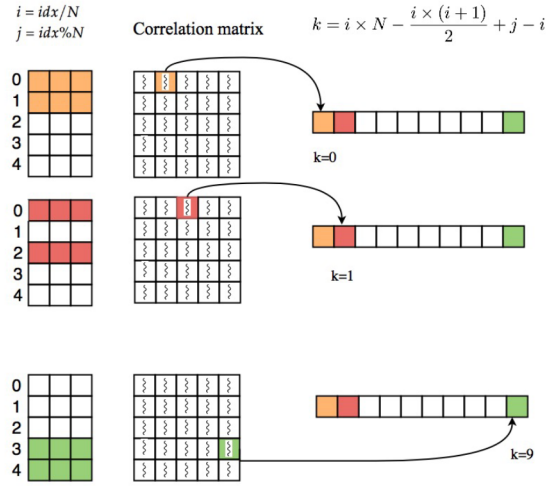 i = idx/N
j = idx%N
Correlation matrix
k = i × N − \frac{i × (i + 1)}{2} + j − i
0
1
2
3
4
k=0
0
1
2
3
4
k=1
0
1
2
3
4
k=9